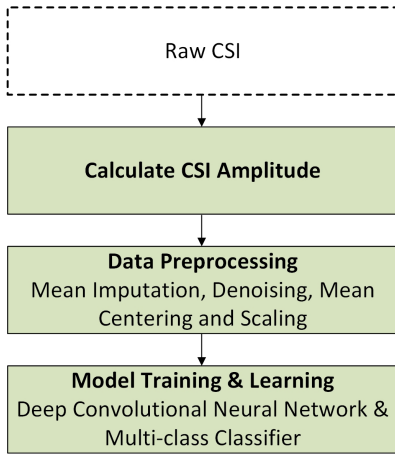 Raw CSI
Calculate CSI Amplitude
Data Preprocessing
Mean Imputation, Denoising, Mean
Centering and Scaling
Model Training & Learning
Deep Convolutional Neural Network &
Multi-class Classifier